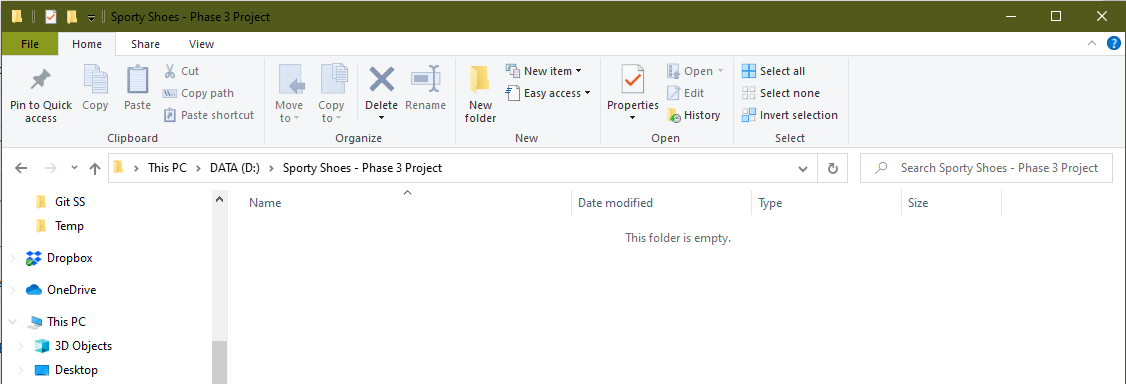 Sporty Shoes - Phase 3 Project
File Home Share View
Pin to Quick access
Copy
Paste
Cut
Copy path
Paste shortcut
Clipboard
Move to
Copy to
Delete
Rename
Organize
New folder
New item
Easy access
New
Properties
Open
Edit
History
Open
Select all
Select none
Invert selection
Select
This PC > DATA (D:) > Sporty Shoes - Phase 3 Project
Search Sporty Shoes - Phase 3 Project
Git SS
Temp
Dropbox
OneDrive
This PC
3D Objects
Desktop
Name Date modified Type Size
This folder is empty.